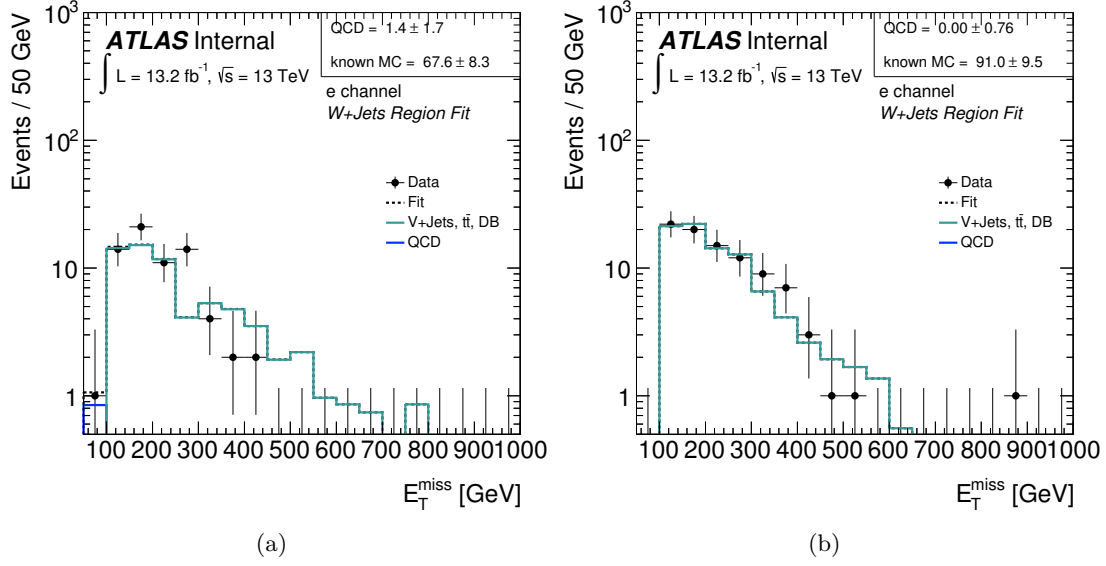 Events / 50 GeV
10³
10²
10
1
ATLAS Internal
∫ L = 13.2 fb⁻¹, √s = 13 TeV
QCD = 1.4 ± 1.7
known MC = 67.6 ± 8.3
e channel
W+Jets Region Fit
Data
Fit
V+Jets, tt̄, DB
QCD
100 200 300 400 500 600 700 800 900 1000
E_T^miss [GeV]
(a)
Events / 50 GeV
10³
10²
10
1
ATLAS Internal
∫ L = 13.2 fb⁻¹, √s = 13 TeV
QCD = 0.00 ± 0.76
known MC = 91.0 ± 9.5
e channel
W+Jets Region Fit
Data
Fit
V+Jets, tt̄, DB
QCD
100 200 300 400 500 600 700 800 900 1000
E_T^miss [GeV]
(b)